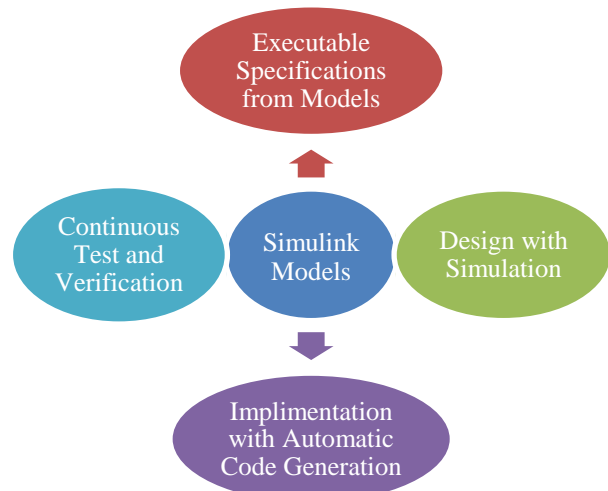 Executable
Specifications
from Models
Continuous
Test and
Verification
Simulink
Models
Design with
Simulation
Implimentation
with Automatic
Code Generation